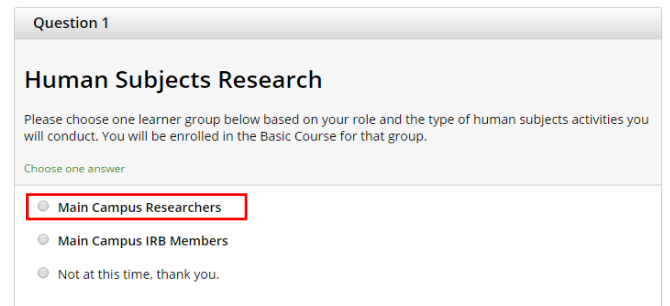 Question 1
Human Subjects Research
Please choose one learner group below based on your role and the type of human subjects activities you
will conduct. You will be enrolled in the Basic Course for that group.
Choose one answer
Main Campus Researchers
Main Campus IRB Members
Not at this time, thank you.